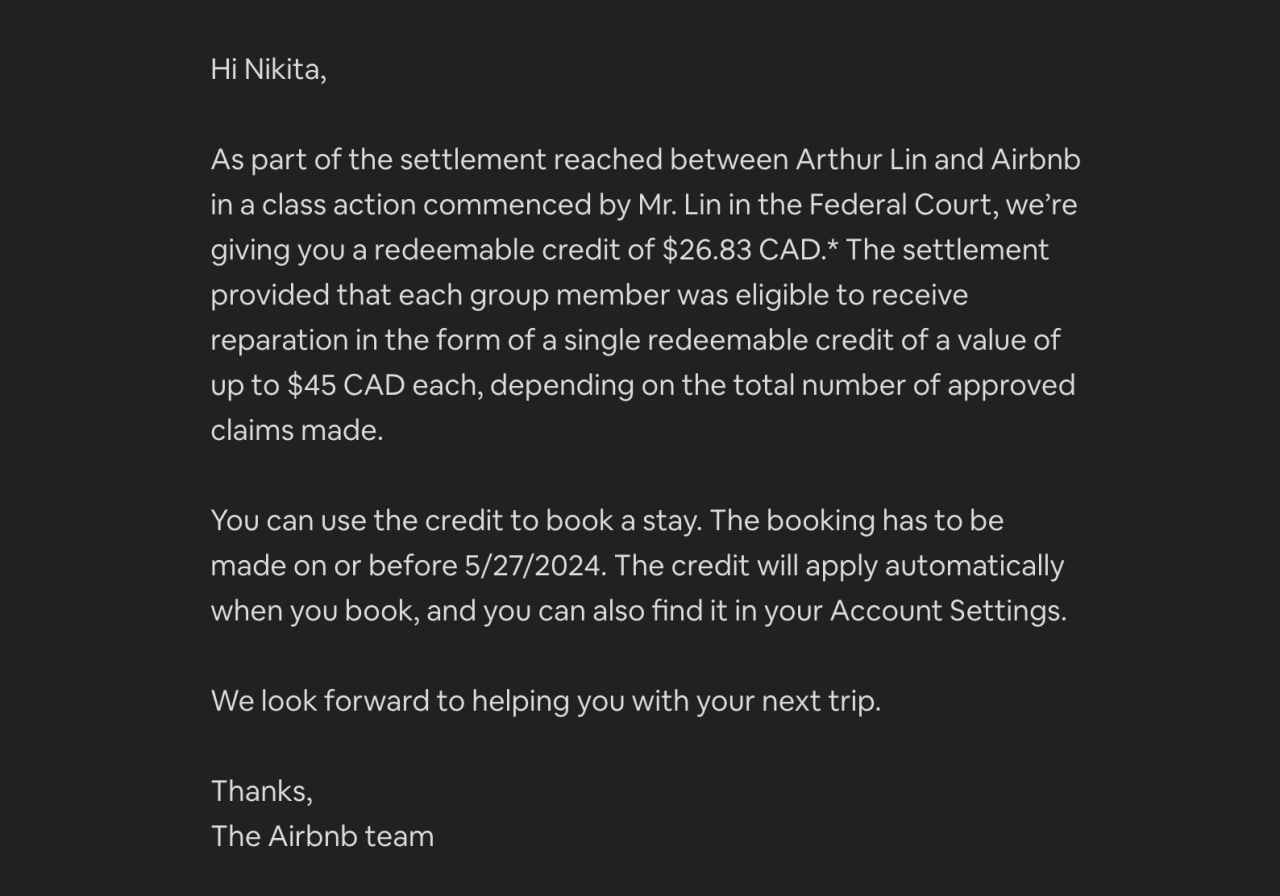 Hi Nikita,
As part of the settlement reached between Arthur Lin and Airbnb
in a class action commenced by Mr. Lin in the Federal Court, we’re
giving you a redeemable credit of $26.83 CAD.* The settlement
provided that each group member was eligible to receive
reparation in the form of a single redeemable credit of a value of
up to $45 CAD each, depending on the total number of approved
claims made.
You can use the credit to book a stay. The booking has to be
made on or before 5/27/2024. The credit will apply automatically
when you book, and you can also find it in your Account Settings.
We look forward to helping you with your next trip.
Thanks,
The Airbnb team